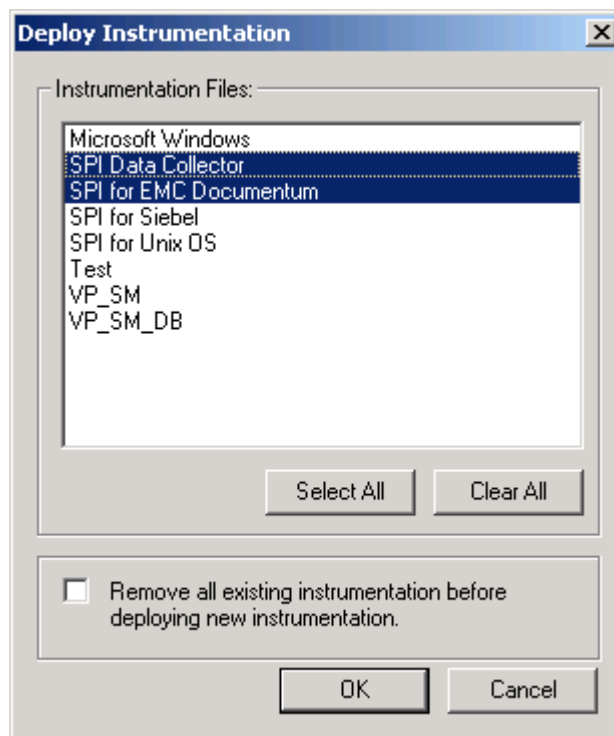 Deploy Instrumentation
Instrumentation Files:
Microsoft Windows
SPI Data Collector
SPI for EMC Documentum
SPI for Siebel
SPI for Unix OS
Test
VP_SM
VP_SM_DB
Select All
Clear All
Remove all existing instrumentation before
deploying new instrumentation.
OK
Cancel